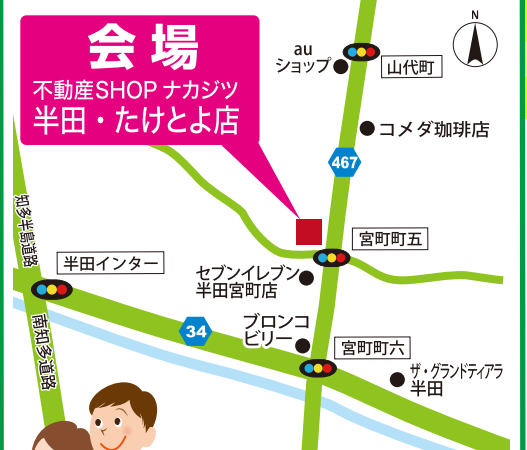 会場
不動産SHOP ナカジツ
半田・たけとよ店
N
au
ショップ
山代町
コメダ珈琲店
467
知多半島道路
宮町町五
半田インター
セブンイレブン
半田宮町店
34
ブロンコ
ビリー
宮町町六
南知多道路
ザ・グランドティアラ
半田